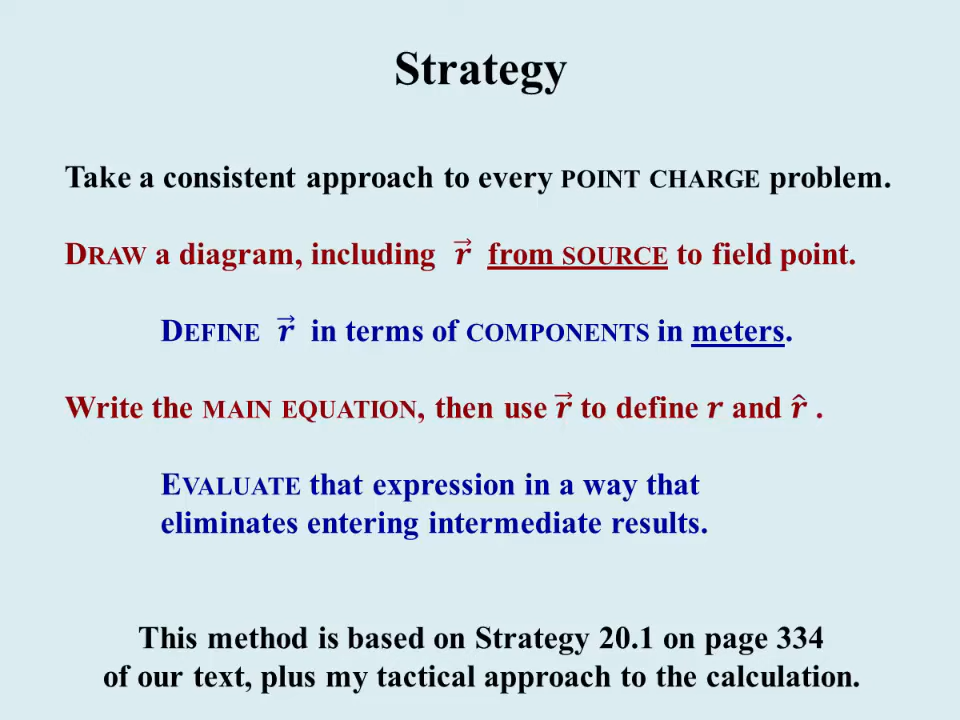 Strategy
Take a consistent approach to every POINT CHARGE problem.
DRAW a diagram, including r⃗ from SOURCE to field point.
DEFINE r⃗ in terms of COMPONENTS in meters.
Write the MAIN EQUATION, then use r⃗ to define r and r̂ .
EVALUATE that expression in a way that
eliminates entering intermediate results.
This method is based on Strategy 20.1 on page 334
of our text, plus my tactical approach to the calculation.